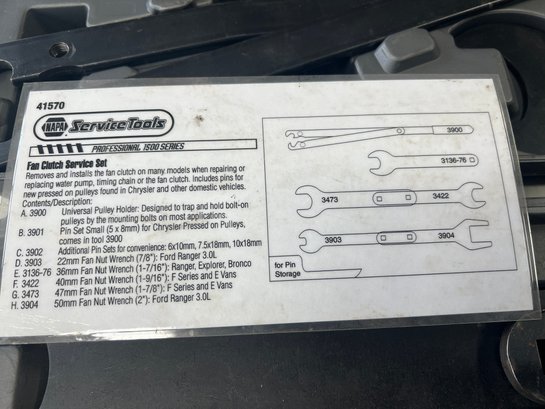 41570
NAPA ServiceTools
PROFESSIONAL 1500 SERIES
Fan Clutch Service Set
Removes and installs the fan clutch on many models when repairing or
replacing water pump, timing chain or the fan clutch. Includes pins for
new pressed on pulleys found in Chrysler and other domestic vehicles.
Contents/Description:
A. 3900 Universal Pulley Holder: Designed to trap and hold bolt-on
pulleys by the mounting bolts on most applications.
B. 3901 Pin Set Small (5 x 8mm) for Chrysler Pressed on Pulleys,
comes in tool 3900
C. 3902 Additional Pin Sets for convenience: 6x10mm, 7.5x18mm, 10x18mm
D. 3903 22mm Fan Nut Wrench (7/8"): Ford Ranger 3.0L
E. 3136-76 36mm Fan Nut Wrench (1-7/16"): Ranger, Explorer, Bronco
F. 3422 40mm Fan Nut Wrench (1-9/16"): F Series and E Vans
G. 3473 47mm Fan Nut Wrench (1-7/8"): F Series and E Vans
H. 3904 50mm Fan Nut Wrench (2"): Ford Ranger 3.0L
3900
3136-76
3473 3422
3903 3904
for Pin
Storage